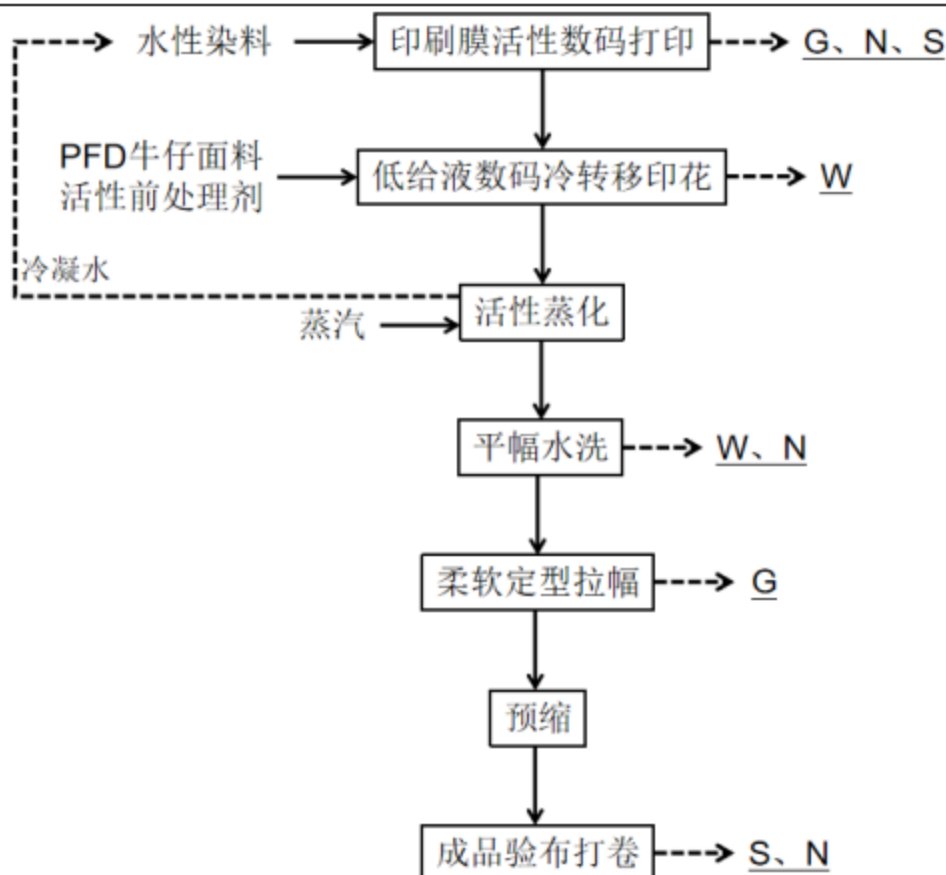 水性染料
印刷膜活性数码打印
G、N、S
PFD牛仔面料
活性前处理剂
低给液数码冷转移印花
W
冷凝水
蒸汽
活性蒸化
平幅水洗
W、N
柔软定型拉幅
G
预缩
成品验布打卷
S、N